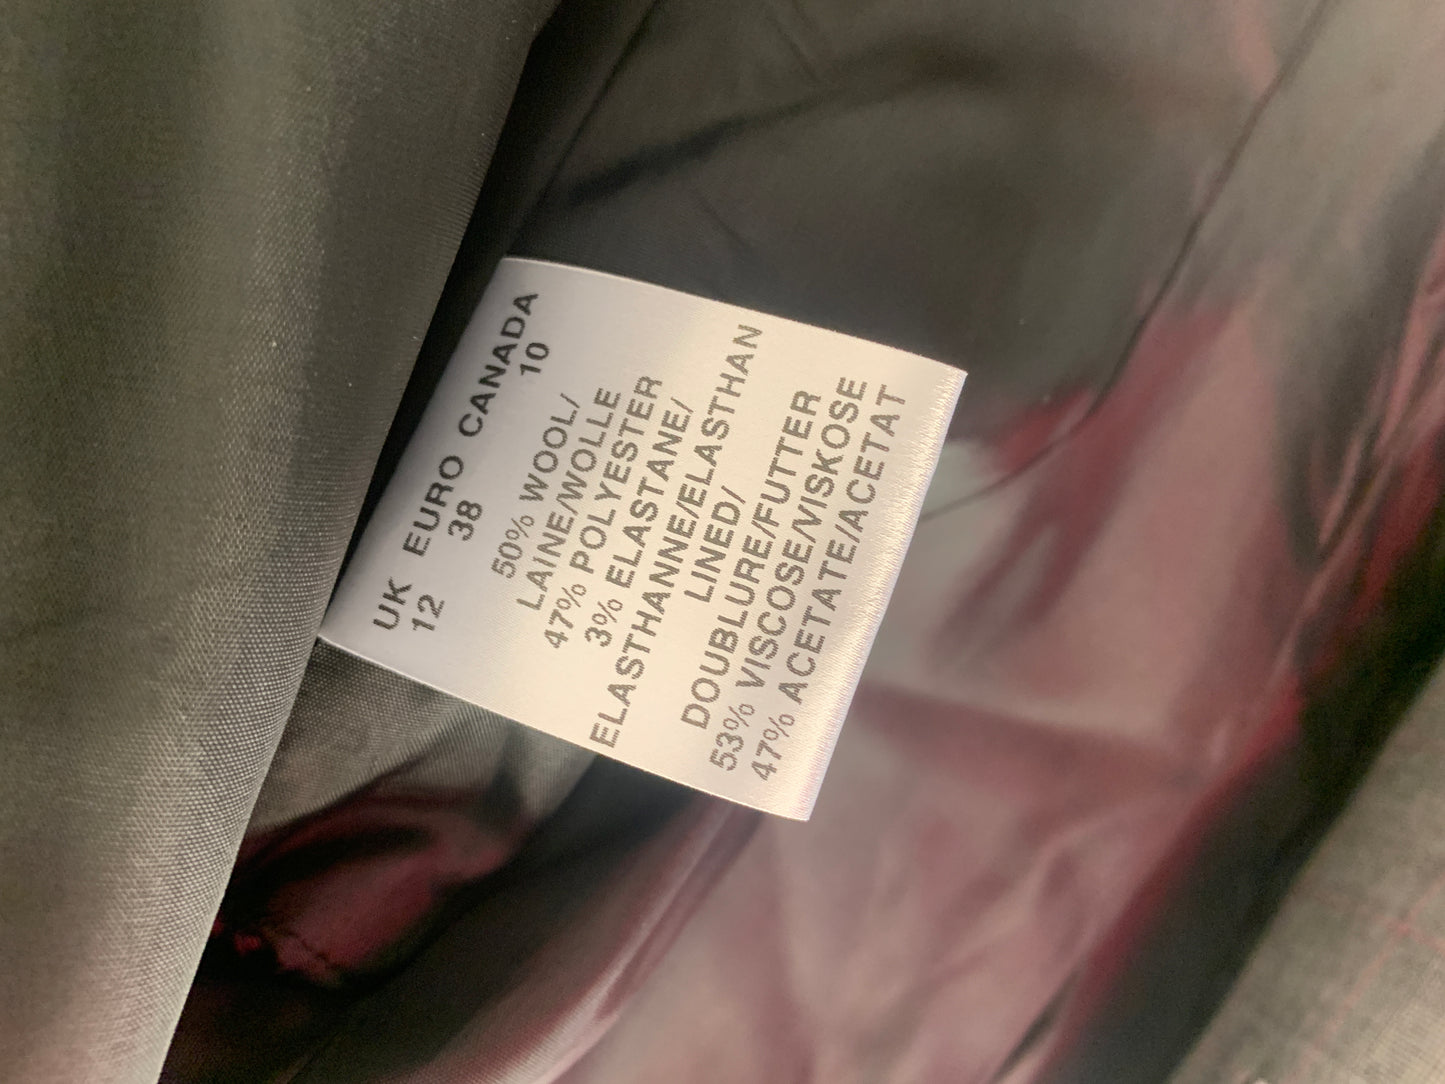 UK EURO CANADA
12 38 10
50% WOOL/
LAINE/WOLLE
47% POLYESTER
3% ELASTANE/
ELASTHANNE/ELASTHAN
LINED/
DOUBLURE/FUTTER
53% VISCOSE/VISKOSE
47% ACETATE/ACETAT